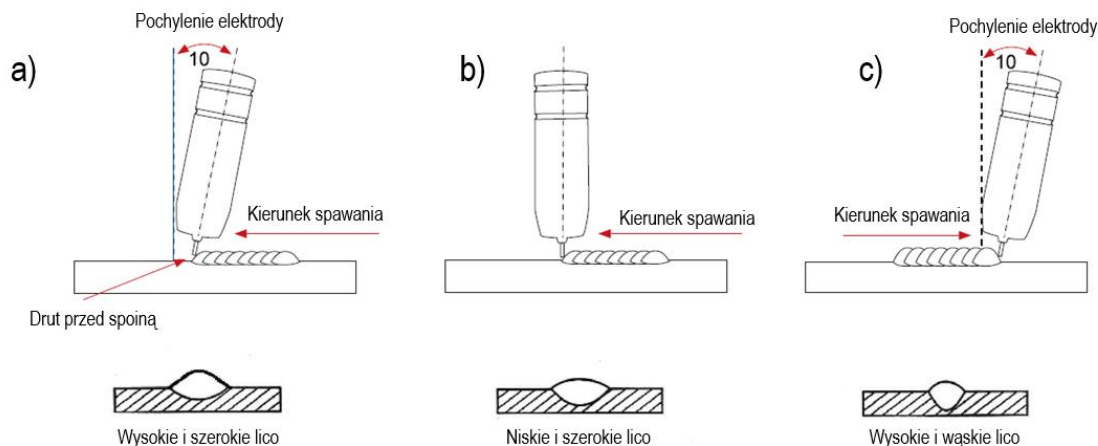 Pochylenie elektrody
10
a)
Kierunek spawania
Drut przed spoiną
Wysokie i szerokie lico
b)
Kierunek spawania
Niskie i szerokie lico
Pochylenie elektrody
10
c)
Kierunek spawania
Wysokie i wąskie lico